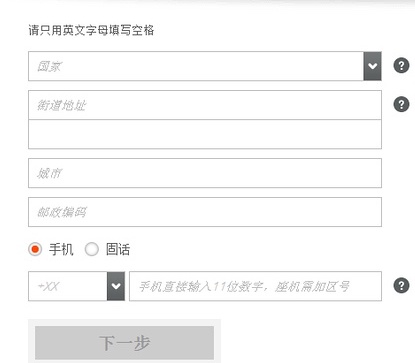 请只用英文字母填写空格
国家
?
街道地址
?
城市
邮政编码
手机 固话
+XX 手机直接输入11位数字，座机需加区号
?
下一步